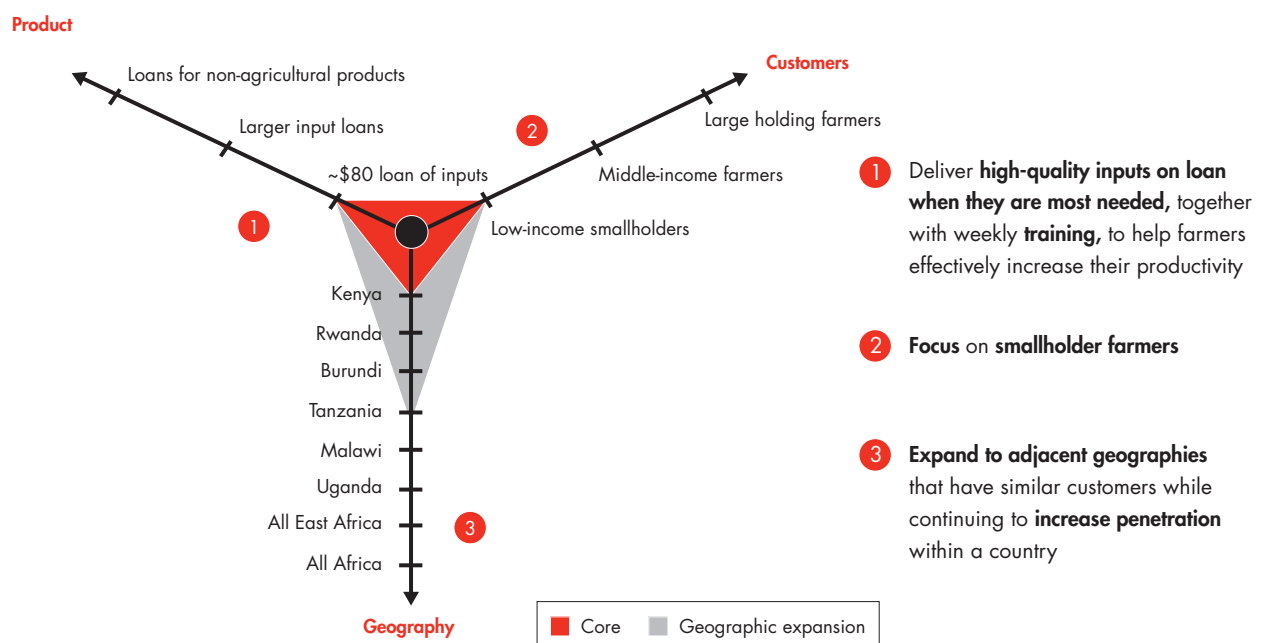 Product
Loans for non-agricultural products
Larger input loans
~$80 loan of inputs
1
Customers
Large holding farmers
Middle-income farmers
Low-income smallholders
2
Kenya
Rwanda
Burundi
Tanzania
Malawi
Uganda
All East Africa
All Africa
3
Geography
Core
Geographic expansion
1
Deliver high-quality inputs on loan
when they are most needed, together
with weekly training, to help farmers
effectively increase their productivity
2
Focus on smallholder farmers
3
Expand to adjacent geographies
that have similar customers while
continuing to increase penetration
within a country